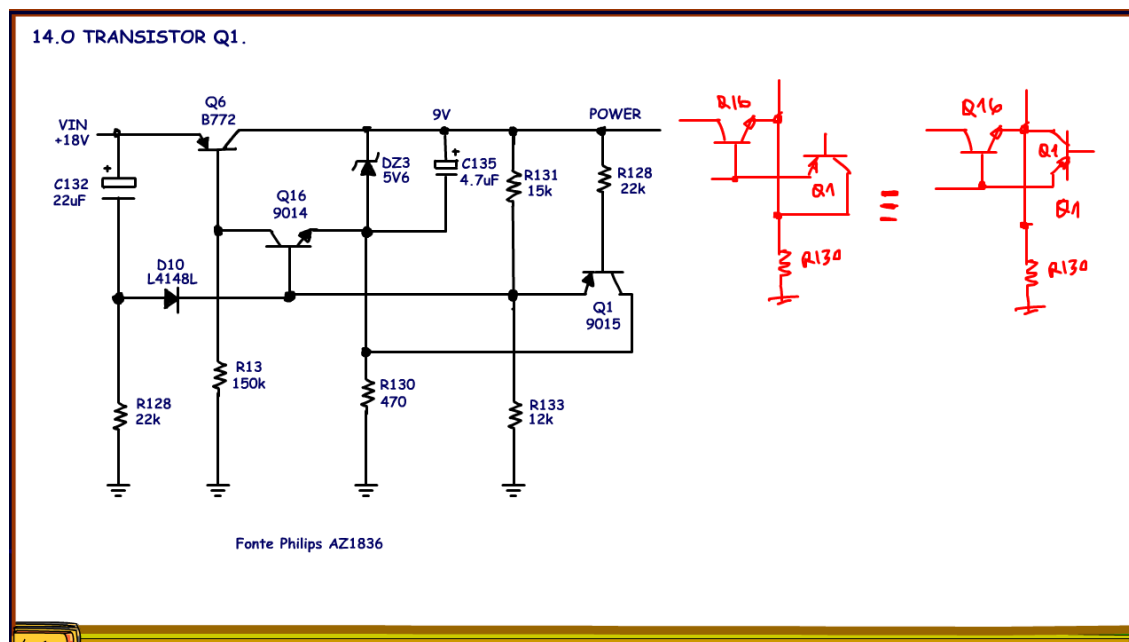 14.O TRANSISTOR Q1.
Q6
B772
VIN
+18V
9V
POWER
+
C132
22uF
DZ3
5V6
+
C135
4.7uF
R131
15k
R128
22k
Q16
9014
D10
L4148L
Q1
9015
R13
150k
R130
470
R128
22k
R133
12k
Fonte Philips AZ1836
Q16
Q1
R130
=
Q16
Q1
Q1
R130